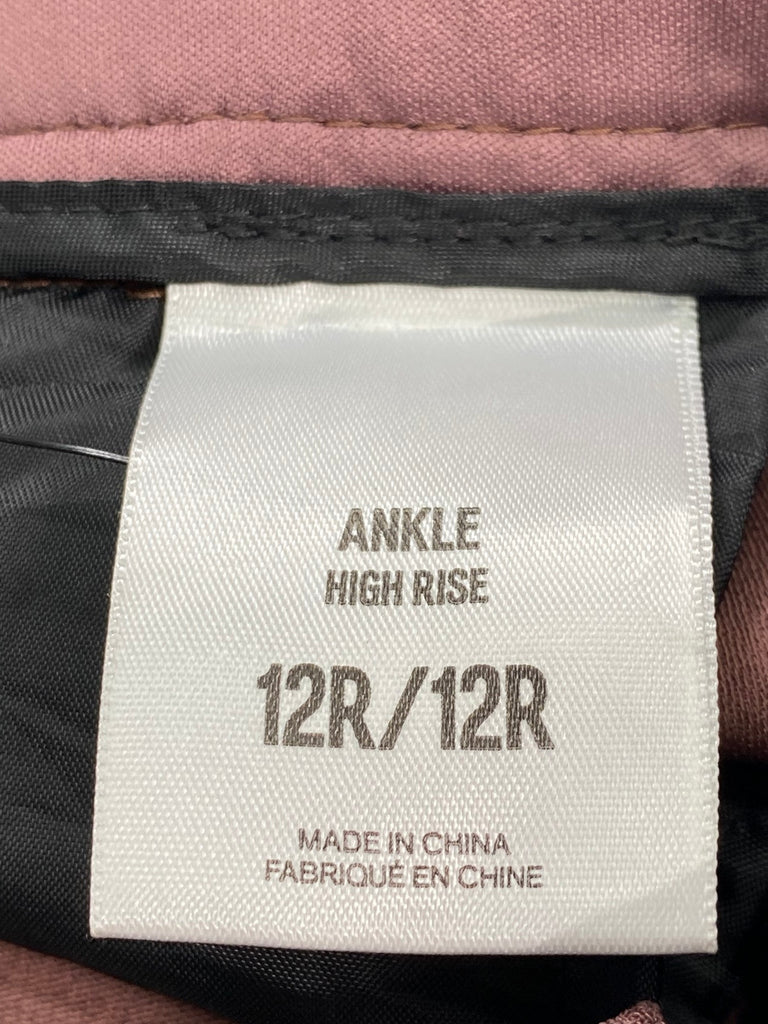 ANKLE
HIGH RISE
12R/12R
MADE IN CHINA
FABRIQUÉ EN CHINE